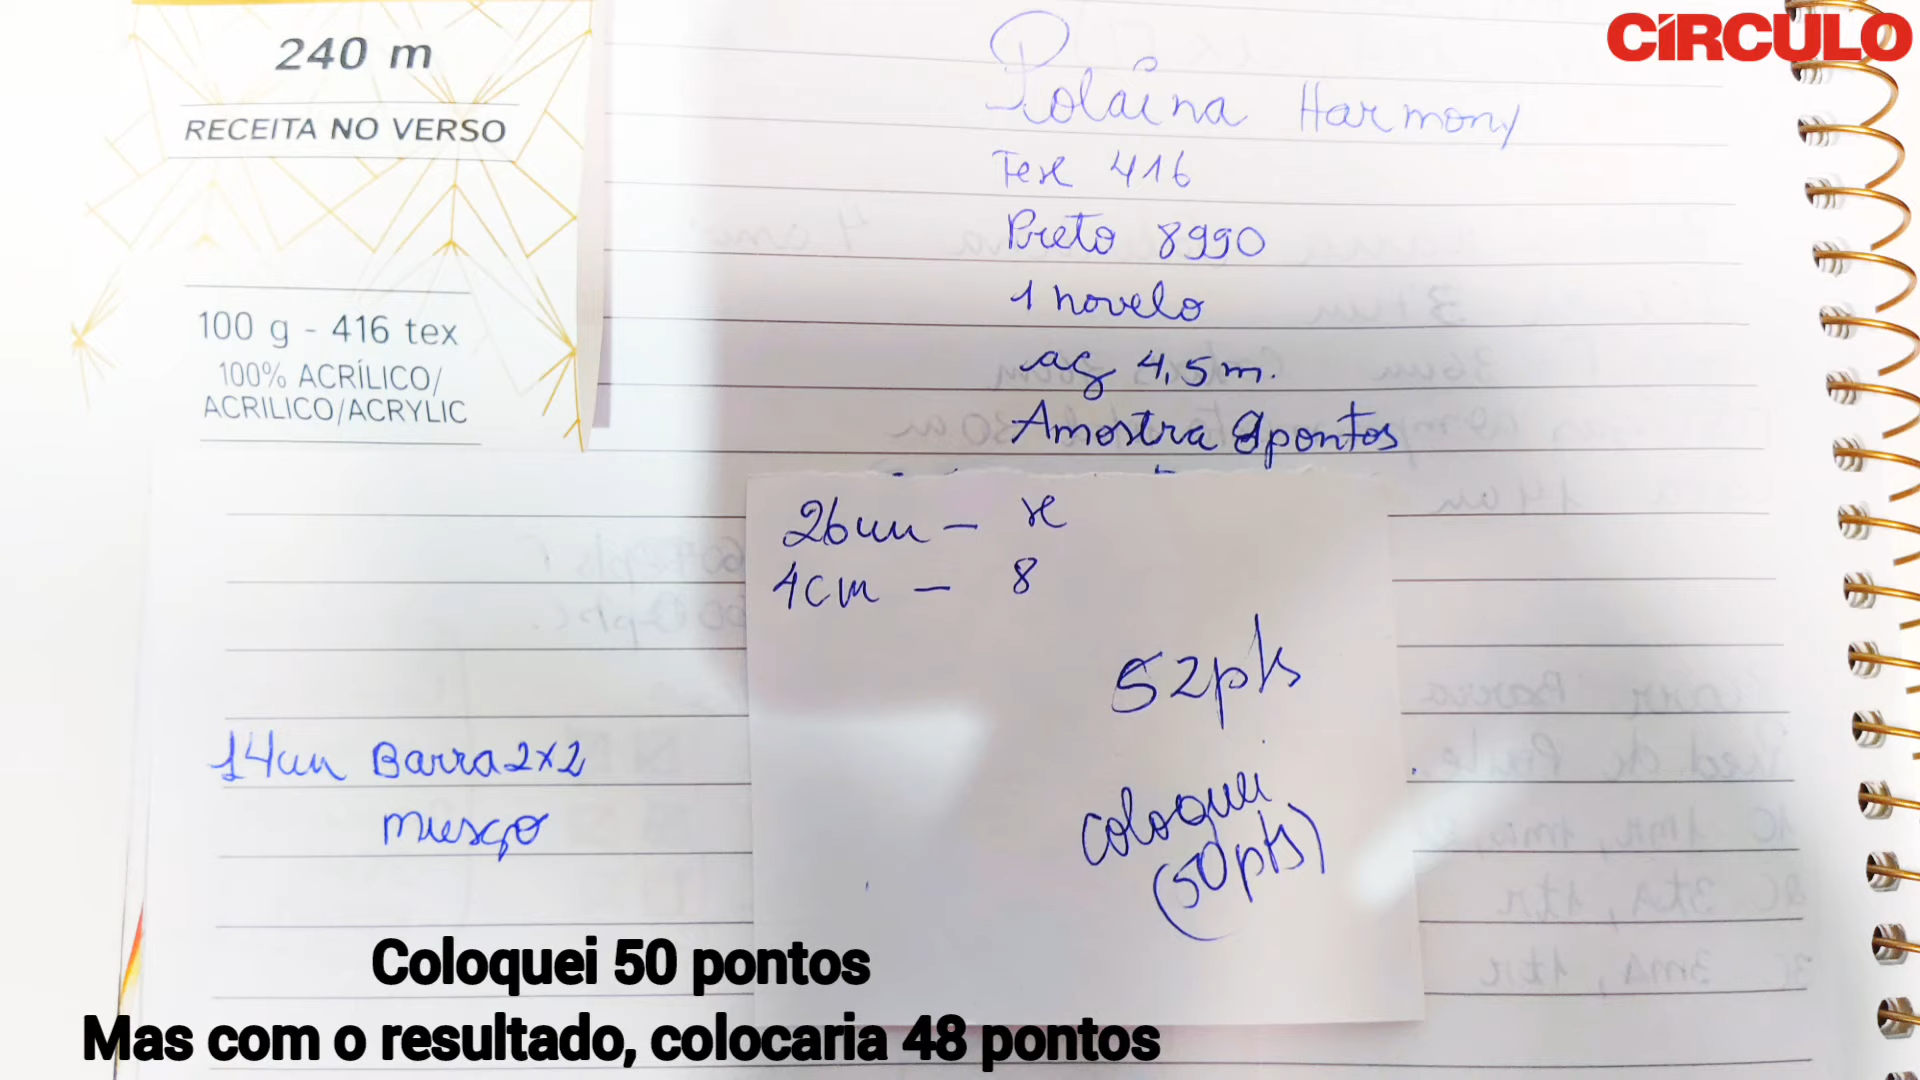 CÍRCULO
240 m
RECEITA NO VERSO
100 g - 416 tex
100% ACRÍLICO/
ACRILICO/ACRYLIC
Polaina Harmony
Tex 416
Preto 8990
1 novelo
ag 4,5 m.
Amostra 8 pontos
26cm - x
4cm - 8
52pts
coloquei
(50pts)
14cm Barra 2x2
musgo
Coloquei 50 pontos
Mas com o resultado, colocaria 48 pontos